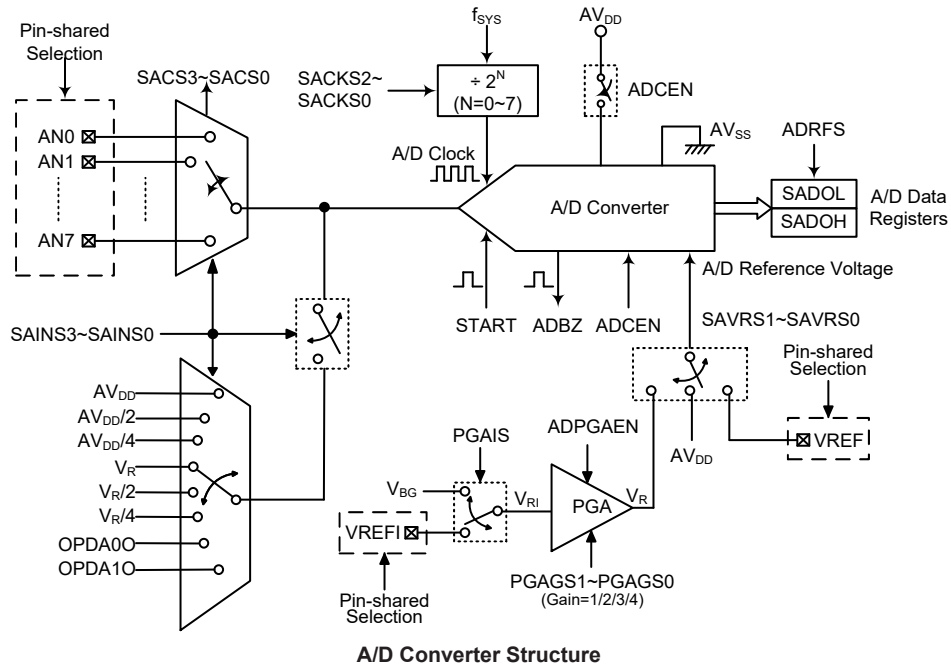 Pin-shared
Selection
AN0
AN1
AN7
SACS3~SACS0
SACKS2~
SACKS0
f_SYS
÷ 2^N
(N=0~7)
A/D Clock
AV_DD
ADCEN
AV_SS
ADRFS
A/D Converter
SADOL
SADOH
A/D Data
Registers
START
ADBZ
ADCEN
A/D Reference Voltage
SAVRS1~SAVRS0
SAINS3~SAINS0
AV_DD
AV_DD/2
AV_DD/4
V_R
V_R/2
V_R/4
OPDA0O
OPDA1O
PGAIS
V_BG
VREFI
Pin-shared
Selection
V_RI
ADPGAEN
PGA
V_R
PGAGS1~PGAGS0
(Gain=1/2/3/4)
AV_DD
Pin-shared
Selection
VREF
A/D Converter Structure